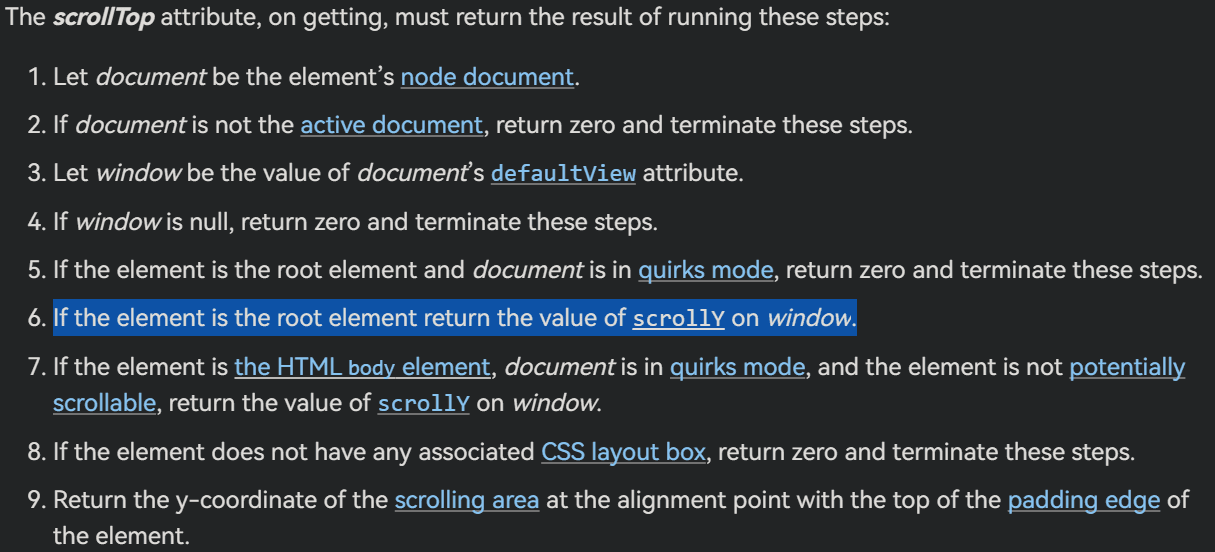 The scrollTop attribute, on getting, must return the result of running these steps:
1. Let document be the element’s node document.
2. If document is not the active document, return zero and terminate these steps.
3. Let window be the value of document’s defaultView attribute.
4. If window is null, return zero and terminate these steps.
5. If the element is the root element and document is in quirks mode, return zero and terminate these steps.
6. If the element is the root element return the value of scrollY on window.
7. If the element is the HTML body element, document is in quirks mode, and the element is not potentially
scrollable, return the value of scrollY on window.
8. If the element does not have any associated CSS layout box, return zero and terminate these steps.
9. Return the y-coordinate of the scrolling area at the alignment point with the top of the padding edge of
the element.